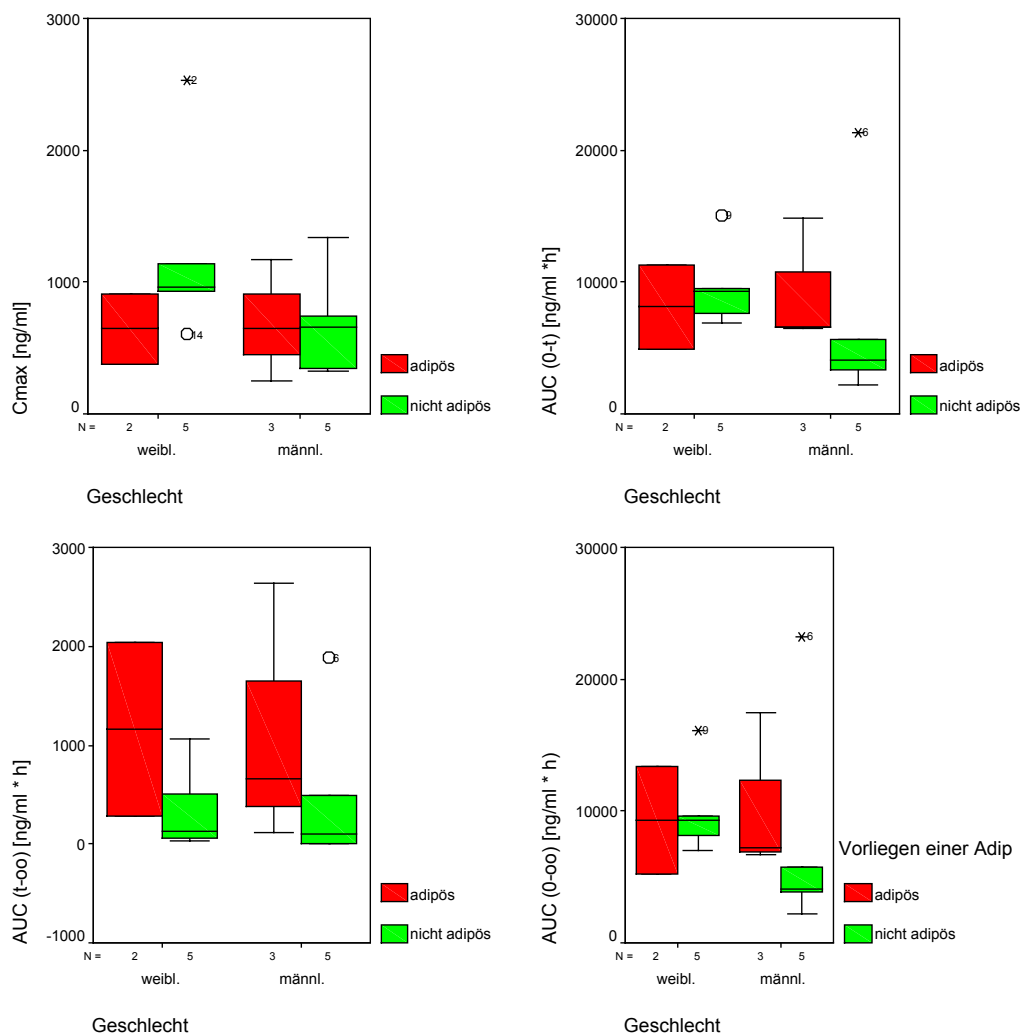 3000
2000
1000
0
Cmax [ng/ml]
2
14
N = 2 5 3 5
weibl. männl.
Geschlecht
adipös
nicht adipös
30000
20000
10000
0
AUC (0-t) [ng/ml *h]
9
6
N = 2 5 3 5
weibl. männl.
Geschlecht
adipös
nicht adipös
3000
2000
1000
0
-1000
AUC (t-oo) [ng/ml * h]
6
N = 2 5 3 5
weibl. männl.
Geschlecht
adipös
nicht adipös
30000
20000
10000
0
AUC (0-oo) [ng/ml * h)
9
6
N = 2 5 3 5
weibl. männl.
Geschlecht
Vorliegen einer Adip
adipös
nicht adipös